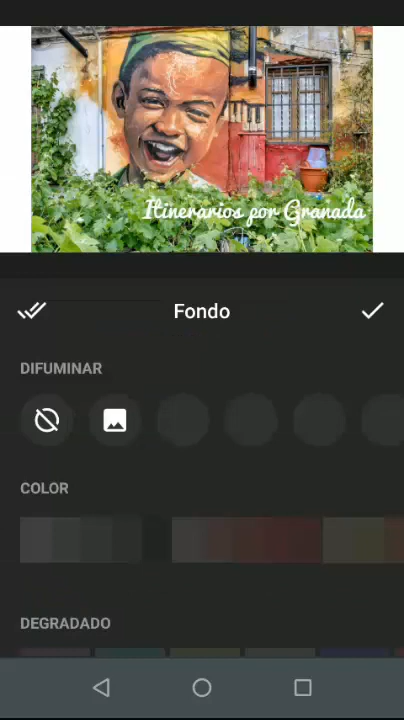 Itinerarios por Granada
Fondo
DIFUMINAR
COLOR
DEGRADADO